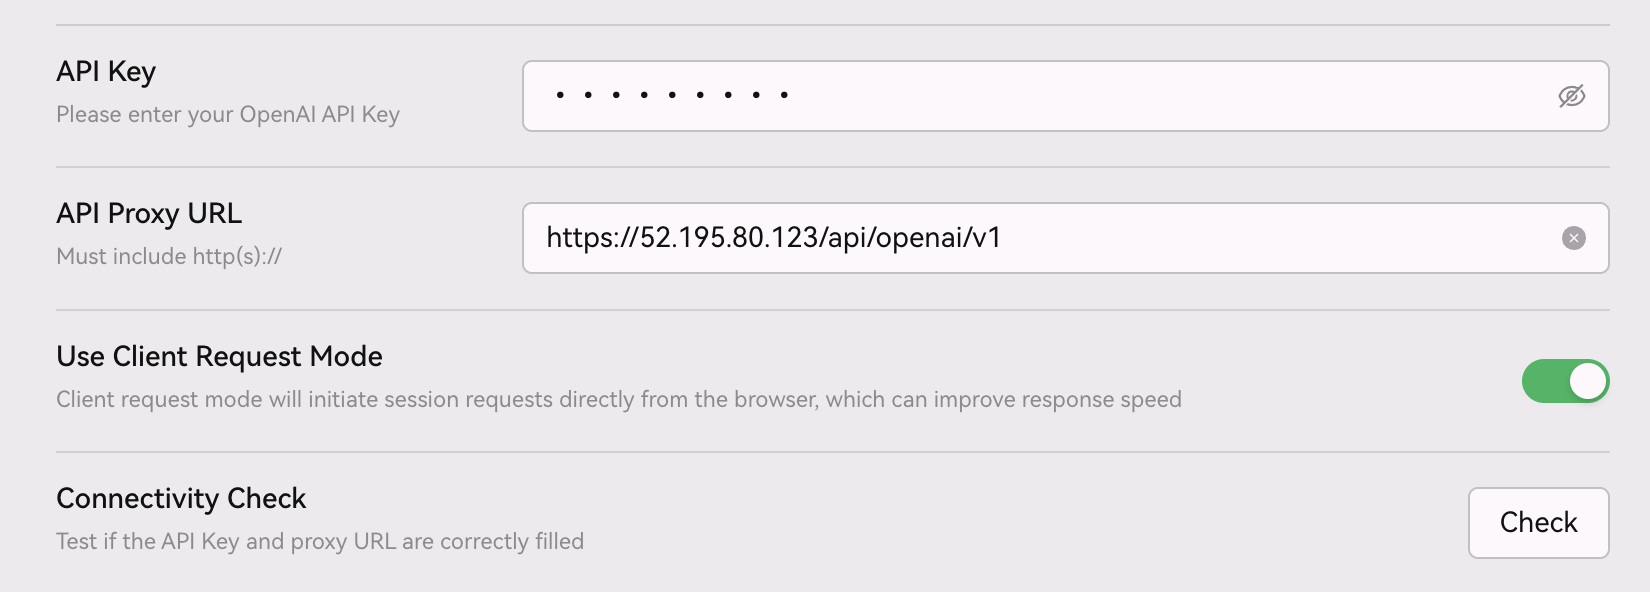 API Key
Please enter your OpenAI API Key
• • • • • • • • •
API Proxy URL
Must include http(s)://
https://52.195.80.123/api/openai/v1
Use Client Request Mode
Client request mode will initiate session requests directly from the browser, which can improve response speed
Connectivity Check
Test if the API Key and proxy URL are correctly filled
Check